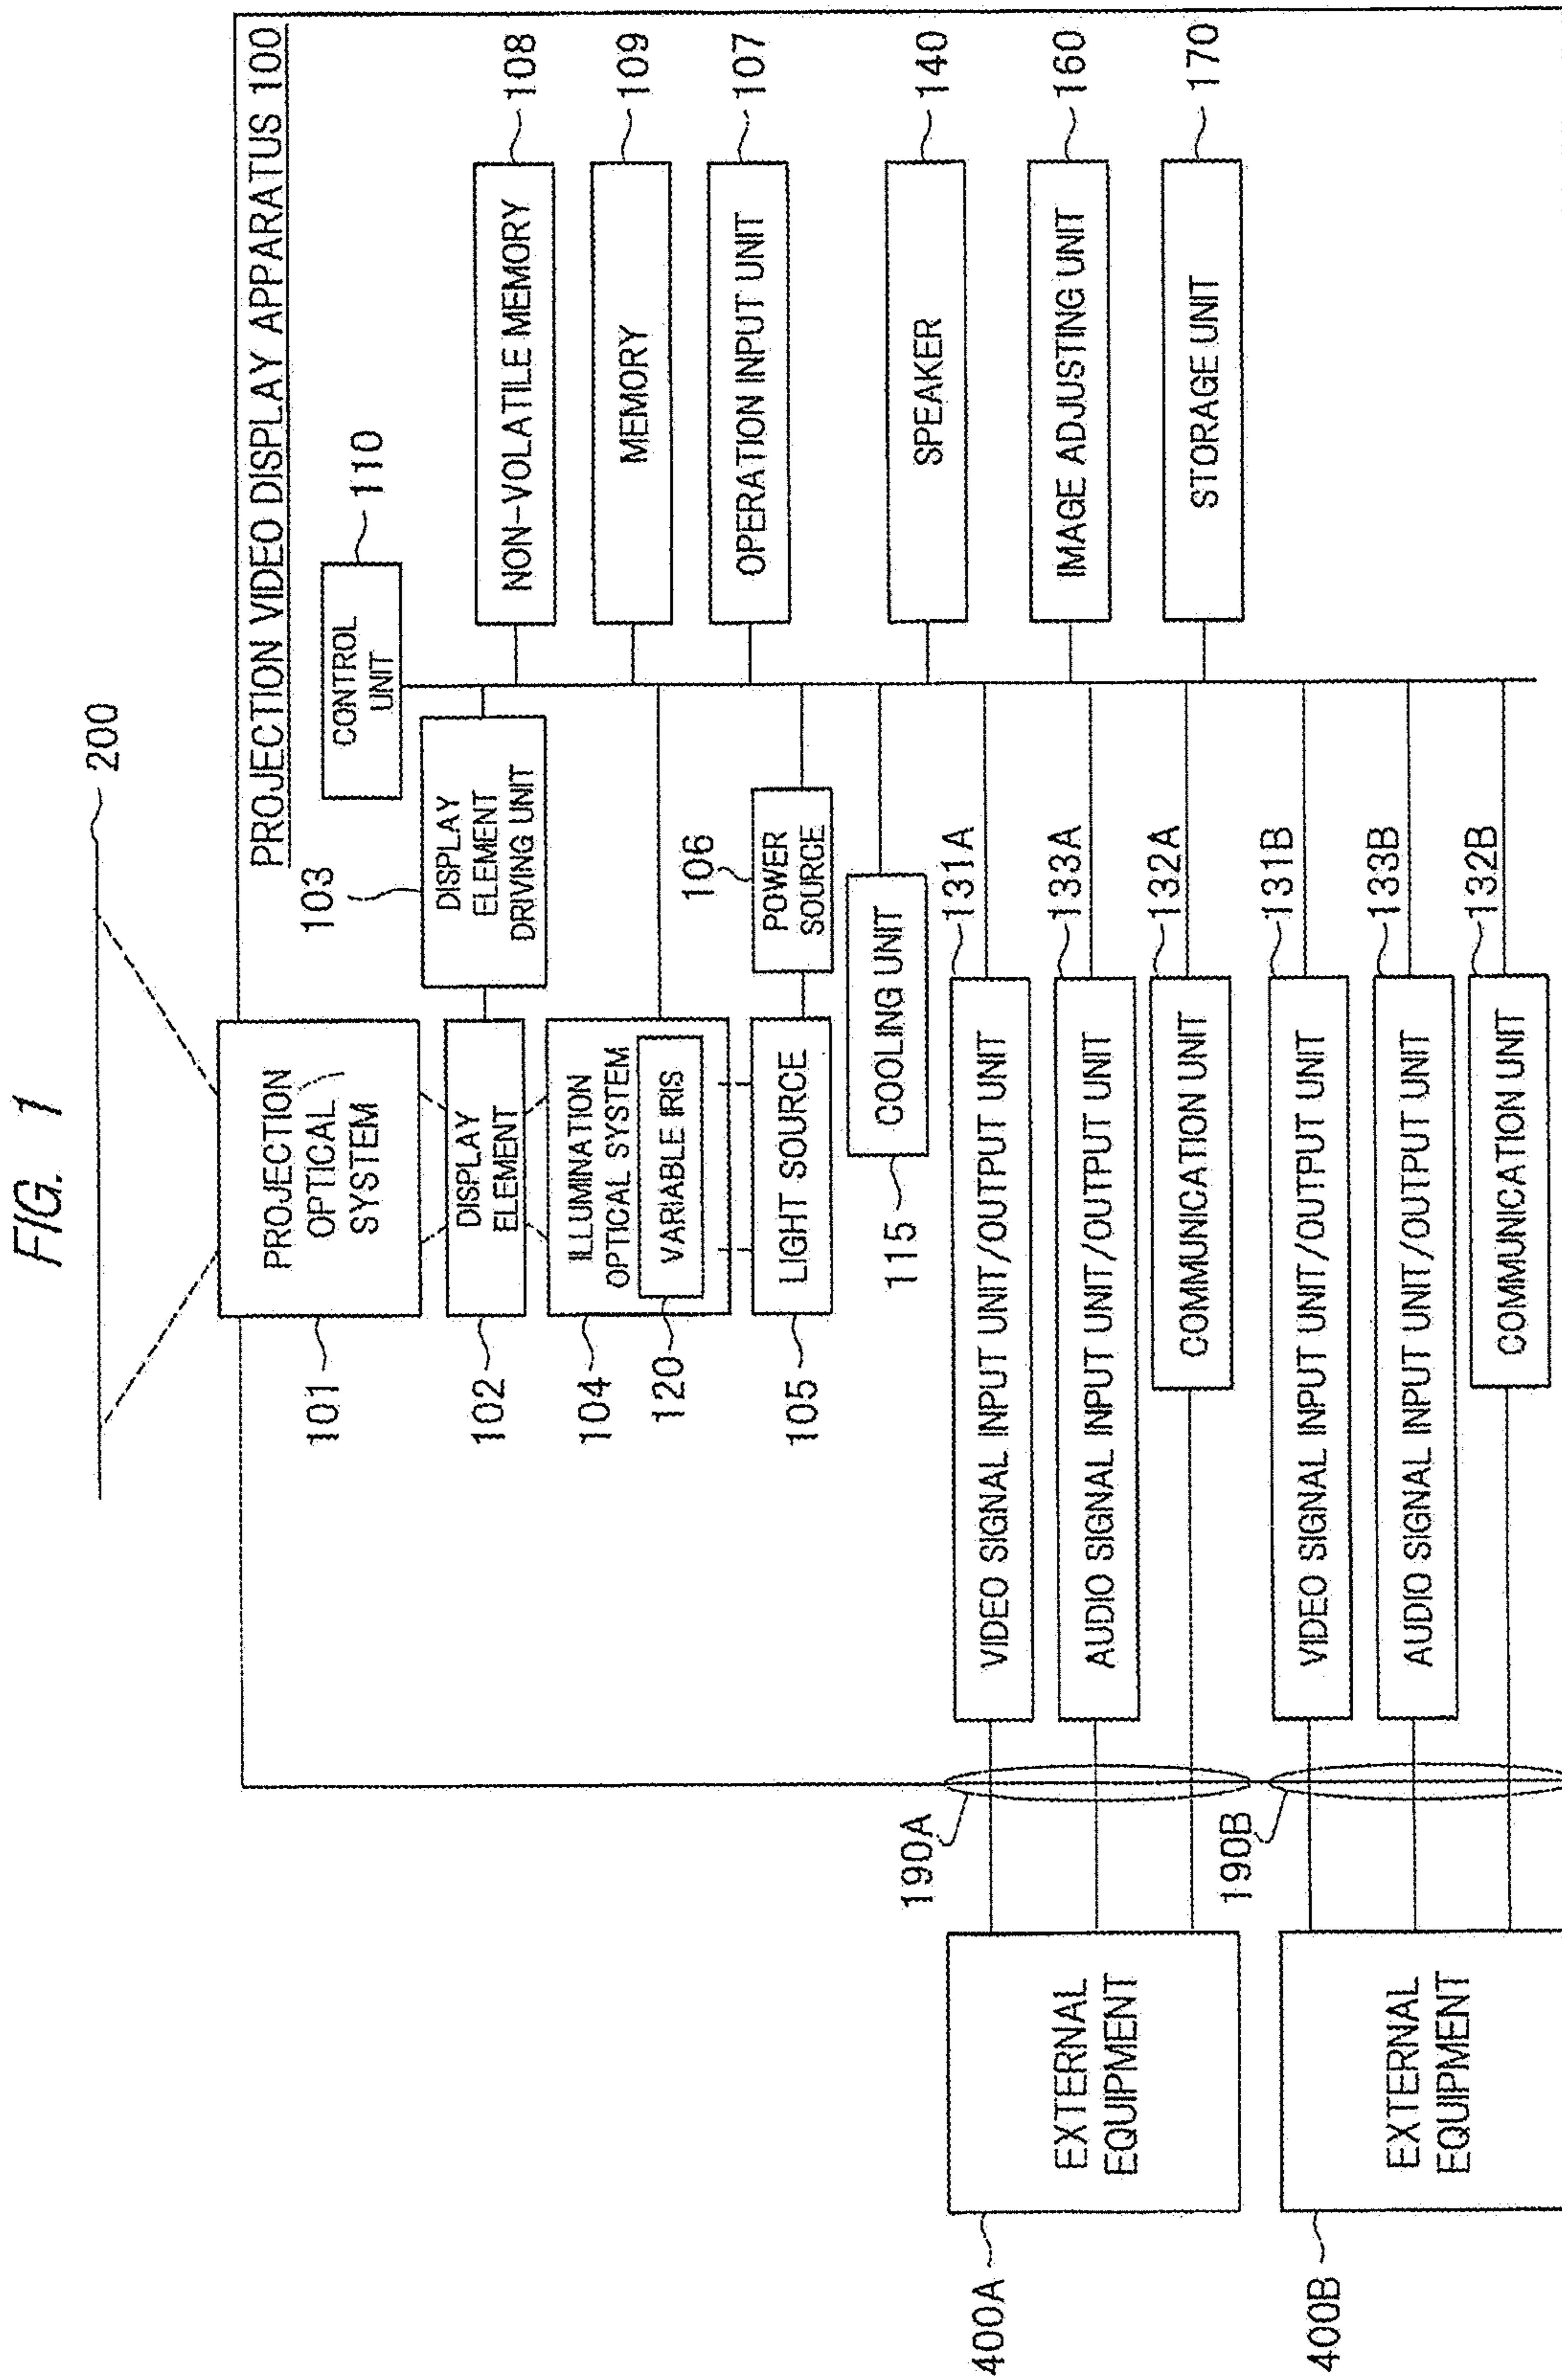 FIG. 1
200
PROJECTION VIDEO DISPLAY APPARATUS 100
PROJECTION
OPTICAL
SYSTEM
101
DISPLAY
ELEMENT
102
ILLUMINATION
OPTICAL SYSTEM
104
VARIABLE IRIS
120
LIGHT SOURCE
105
103
DISPLAY
ELEMENT
DRIVING UNIT
CONTROL
UNIT
110
106
POWER
SOURCE
COOLING UNIT
115
NON-VOLATILE MEMORY
108
MEMORY
109
OPERATION INPUT UNIT
107
SPEAKER
140
IMAGE ADJUSTING UNIT
160
STORAGE UNIT
170
VIDEO SIGNAL INPUT UNIT/OUTPUT UNIT
131A
AUDIO SIGNAL INPUT UNIT/OUTPUT UNIT
133A
COMMUNICATION UNIT
132A
VIDEO SIGNAL INPUT UNIT/OUTPUT UNIT
131B
AUDIO SIGNAL INPUT UNIT/OUTPUT UNIT
133B
COMMUNICATION UNIT
132B
190A
190B
EXTERNAL
EQUIPMENT
400A
EXTERNAL
EQUIPMENT
400B